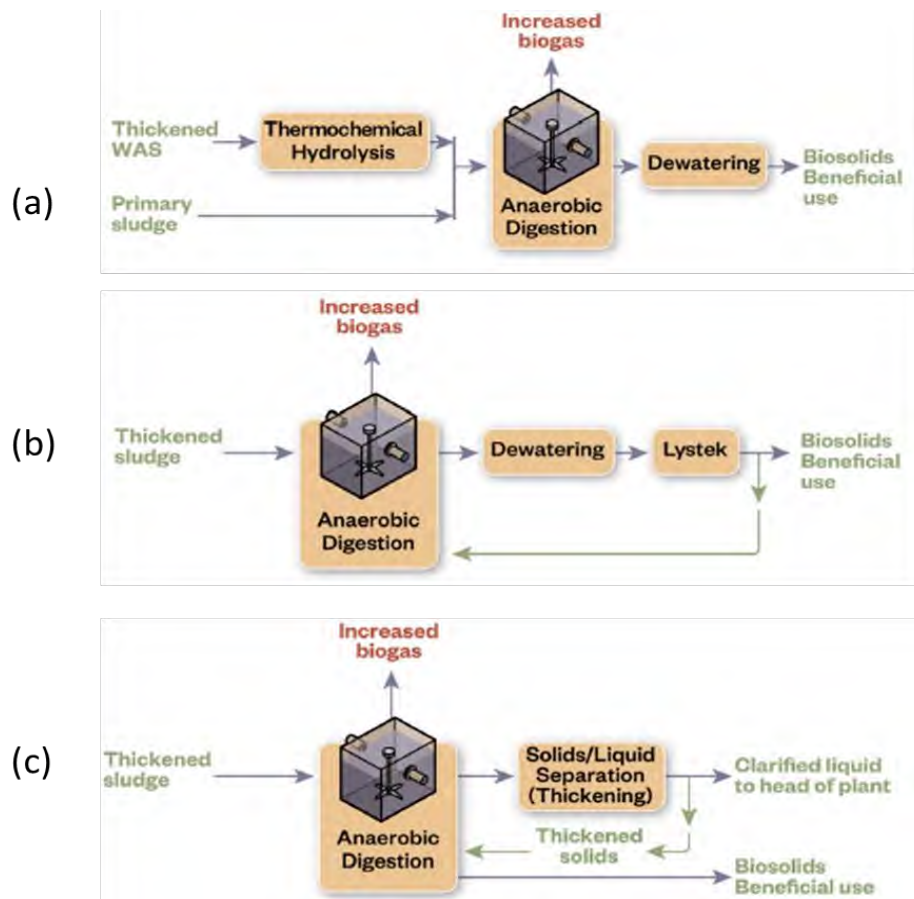 Increased
biogas
Thickened
WAS
Thermochemical
Hydrolysis
Dewatering
Biosolids
Beneficial
use
(a)
Primary
sludge
Anaerobic
Digestion
Increased
biogas
(b)
Thickened
sludge
Dewatering
Lystek
Biosolids
Beneficial
use
Anaerobic
Digestion
Increased
biogas
(c)
Thickened
sludge
Solids/Liquid
Separation
(Thickening)
Clarified liquid
to head of plant
Anaerobic
Digestion
Thickened
solids
Biosolids
Beneficial use